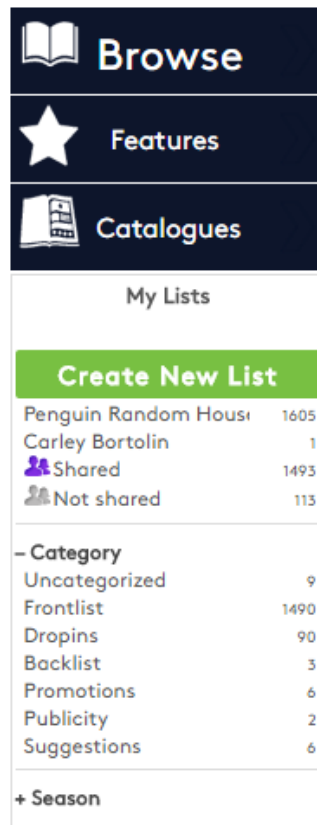 Browse
Features
Catalogues
My Lists
Create New List
Penguin Random Hous 1605
Carley Bortolin 1
Shared 1493
Not shared 113
– Category
Uncategorized 9
Frontlist 1490
Dropins 90
Backlist 3
Promotions 6
Publicity 2
Suggestions 6
+ Season